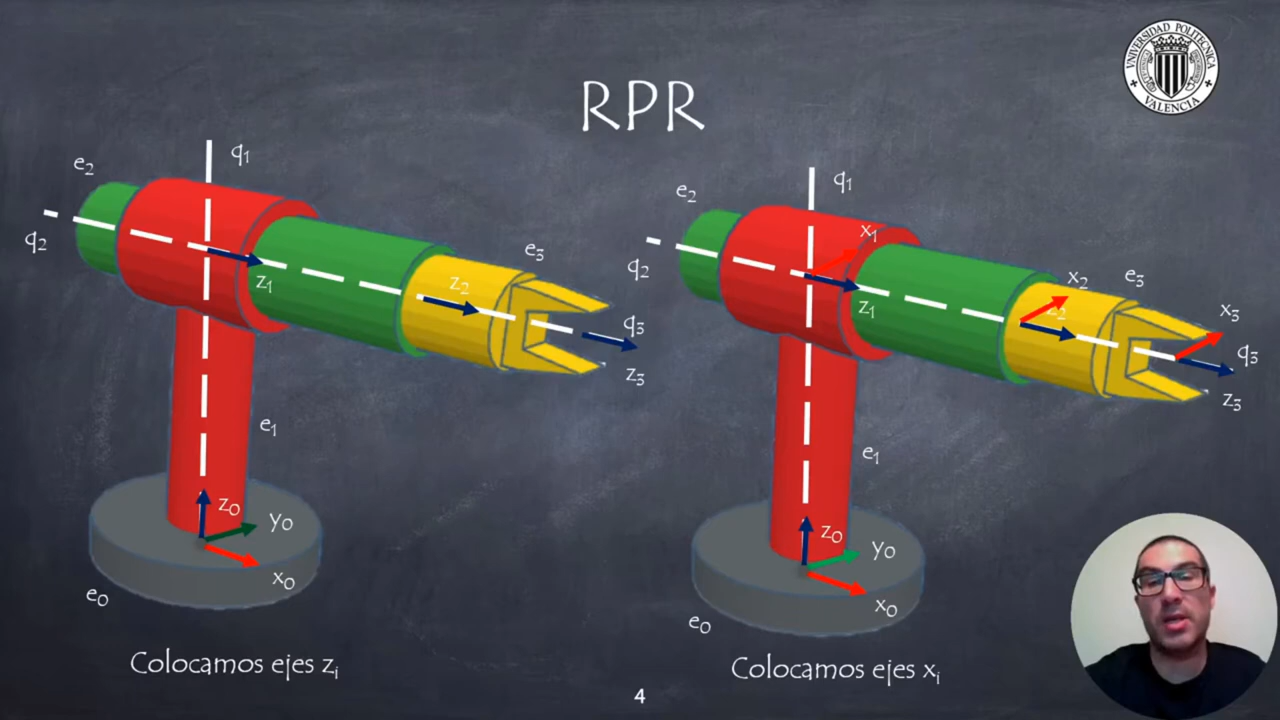 UNIVERSIDAD POLITECNICA
VALENCIA
RPR
e2
q1
q2
z1
z2
e3
q3
z3
e1
z0
y0
x0
e0
Colocamos ejes zi
e2
q1
q2
x1
z1
x2
z2
e3
x3
q3
z3
e1
z0
y0
x0
e0
Colocamos ejes xi
4